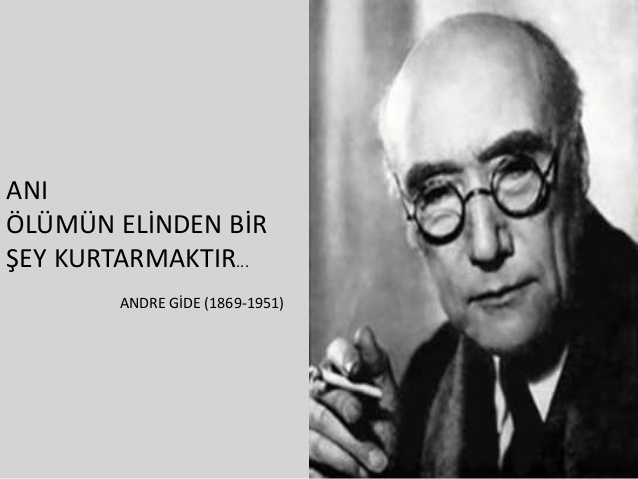 ANI
ÖLÜMÜN ELİNDEN BİR
ŞEY KURTARMAKTIR...
ANDRE GİDE (1869-1951)